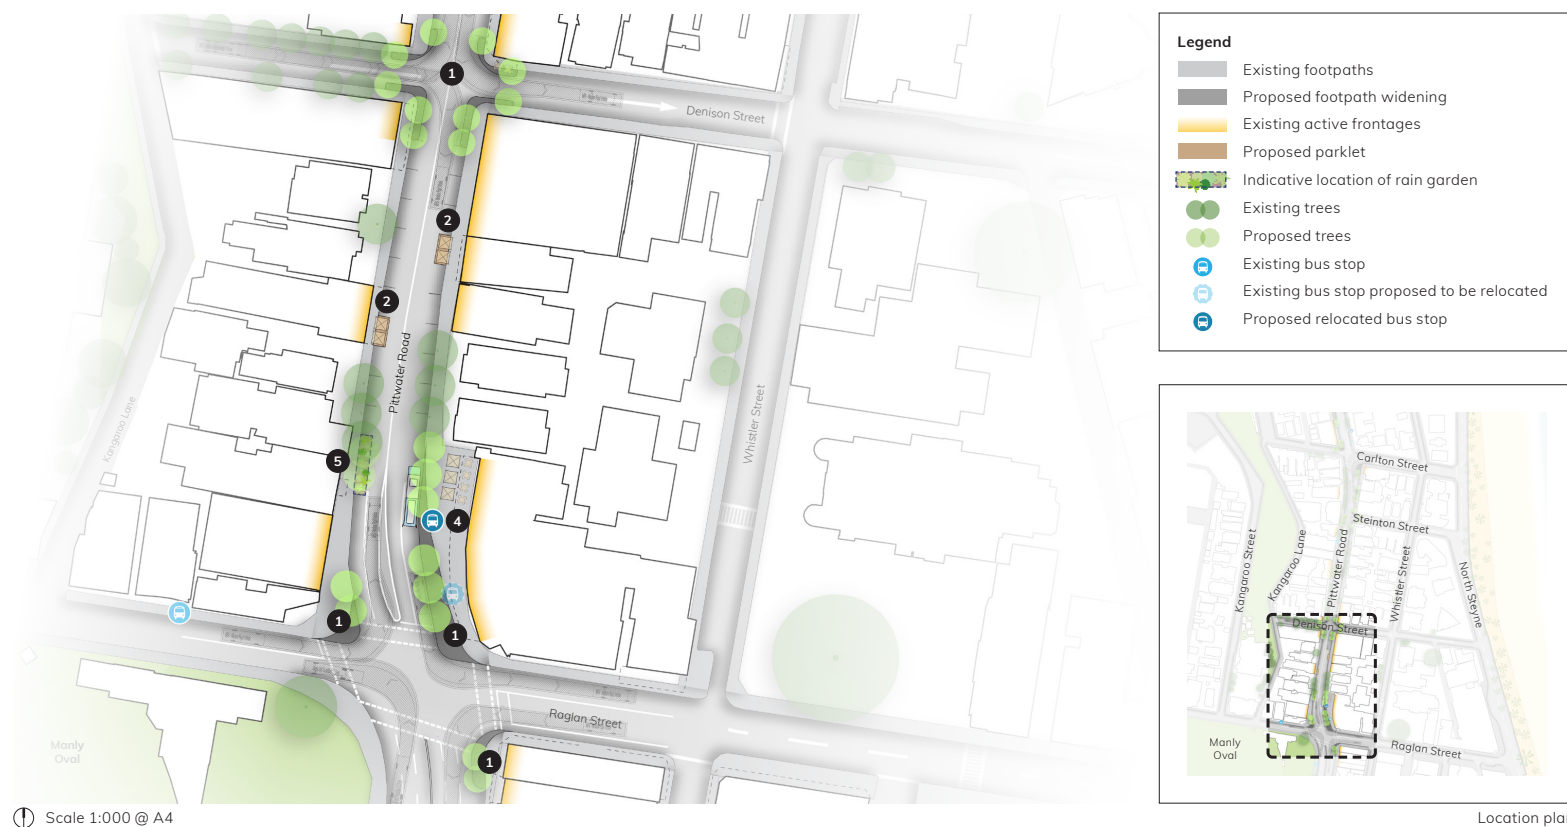 1
Denison Street
2
2
Pittwater Road
Kangaroo Lane
Whistler Street
5
4
1
1
Raglan Street
Manly
Oval
1
Scale 1:000 @ A4
Legend
Existing footpaths
Proposed footpath widening
Existing active frontages
Proposed parklet
Indicative location of rain garden
Existing trees
Proposed trees
Existing bus stop
Existing bus stop proposed to be relocated
Proposed relocated bus stop
Carlton Street
Steinton Street
Kangaroo Street
Kangaroo Lane
Pittwater Road
Whistler Street
North Steyne
Denison Street
Manly
Oval
Raglan Street
Location pla